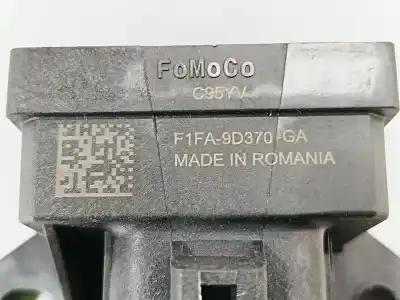 FoMoCo
C95YV
F1FA-9D370-GA
MADE IN ROMANIA